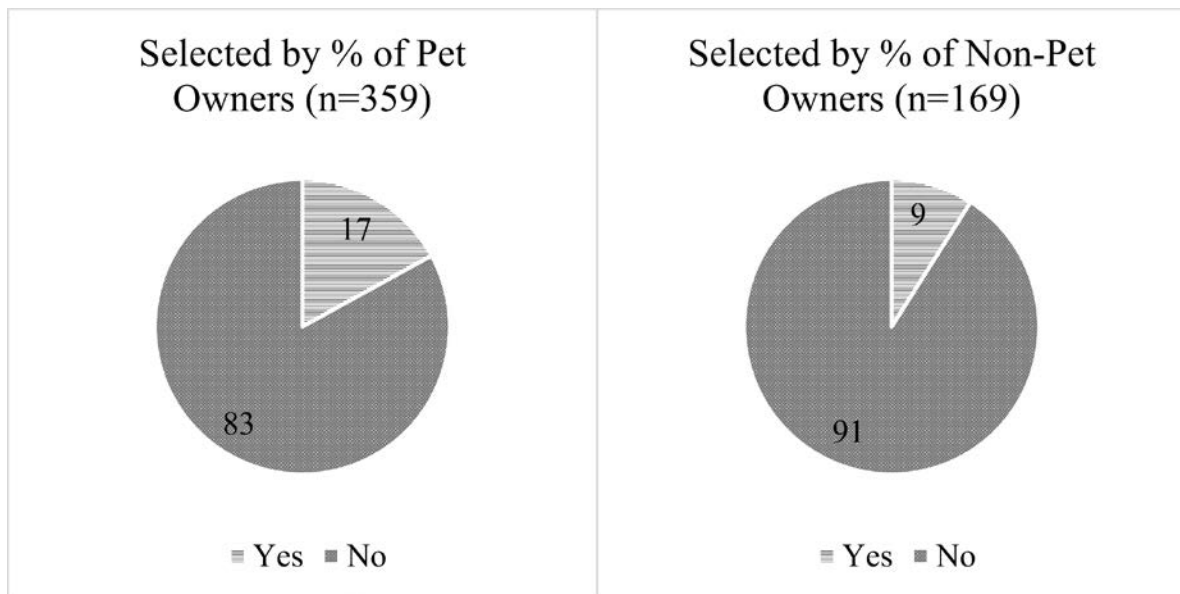 Selected by % of Pet
Owners (n=359)
17
83
Yes No
Selected by % of Non-Pet
Owners (n=169)
9
91
Yes No